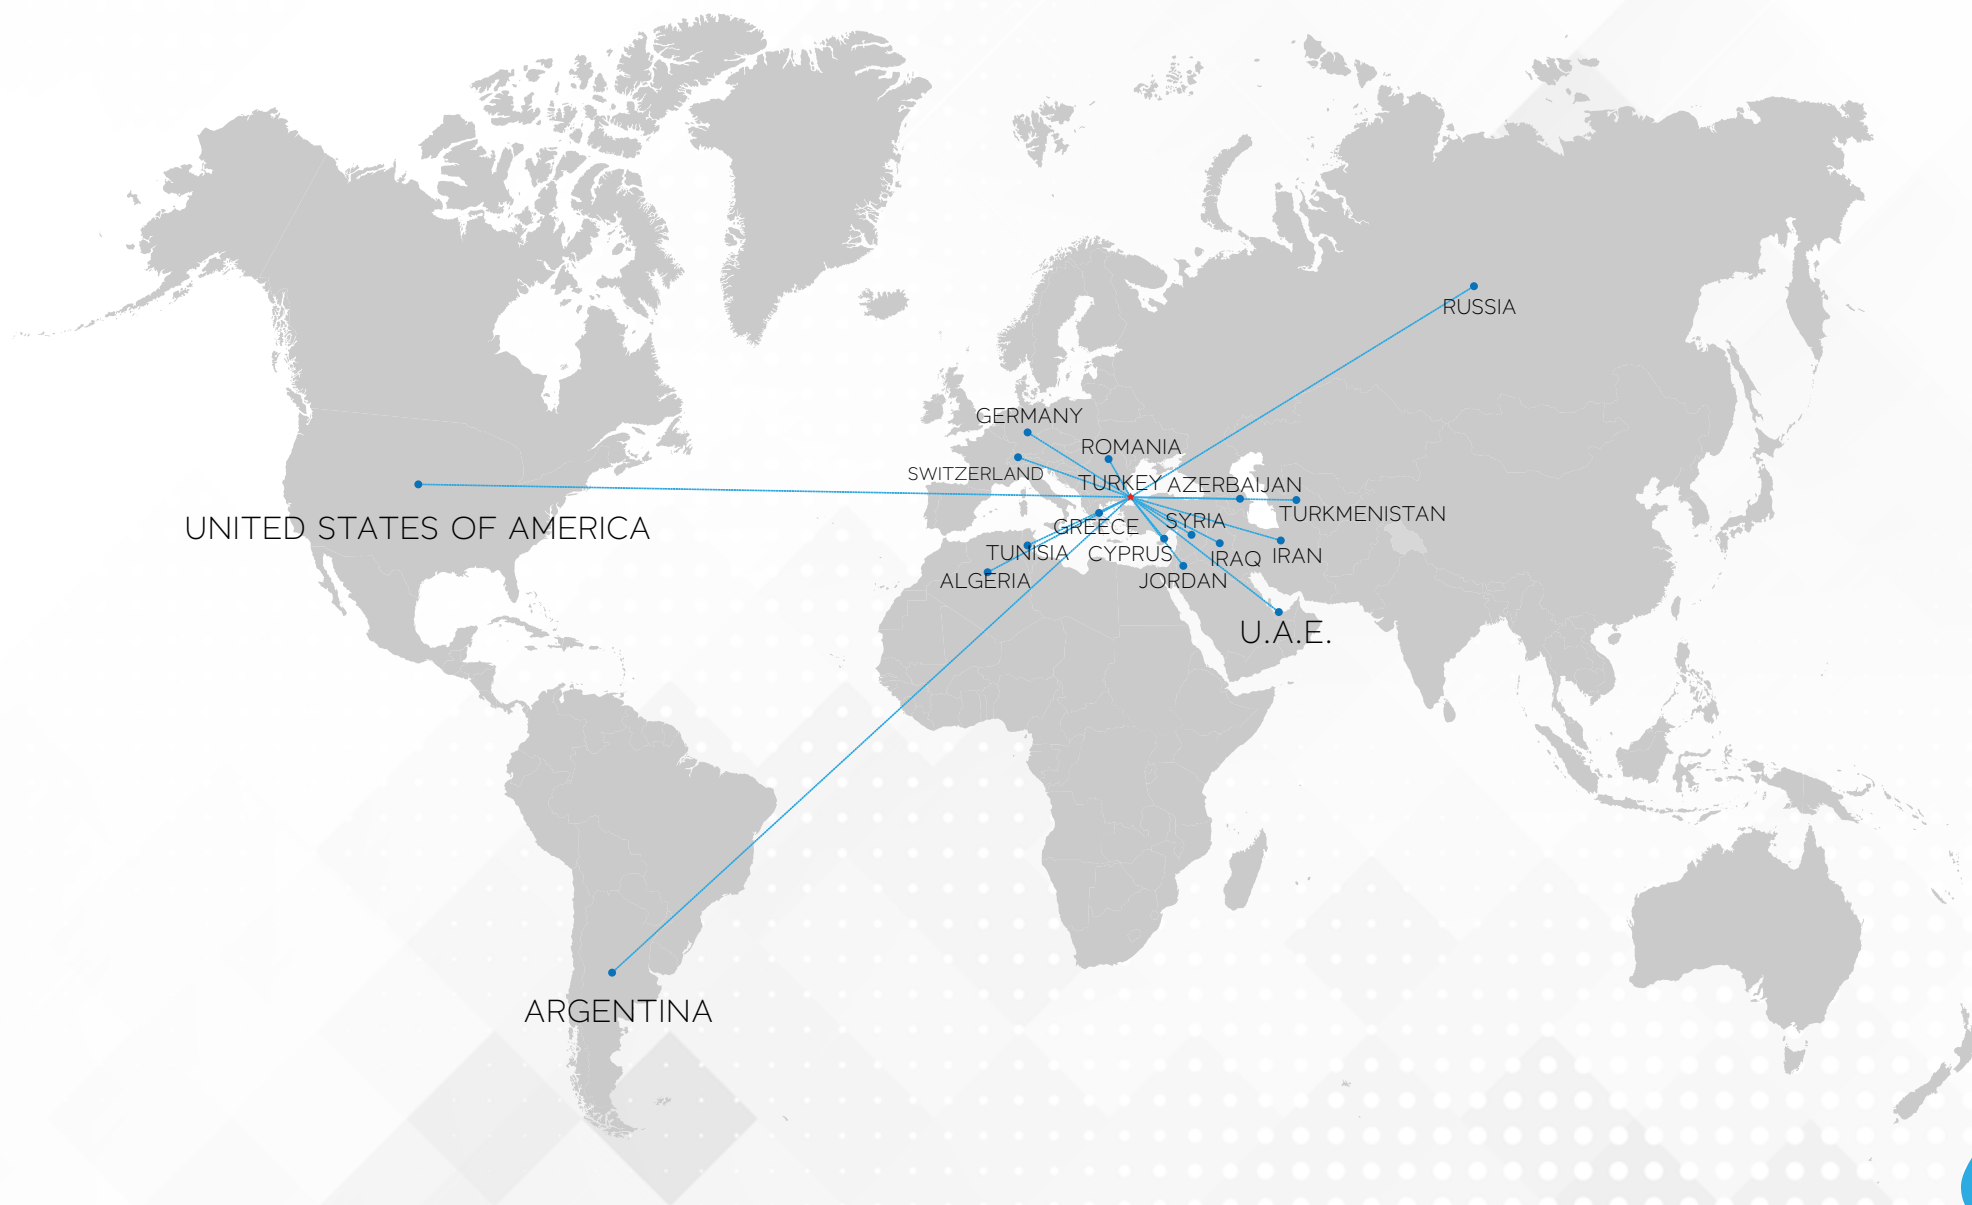 RUSSIA
GERMANY
ROMANIA
SWITZERLAND
TURKEY
AZERBAIJAN
TURKMENISTAN
UNITED STATES OF AMERICA
GREECE
SYRIA
TUNISIA
CYPRUS
IRAQ
IRAN
ALGERIA
JORDAN
U.A.E.
ARGENTINA